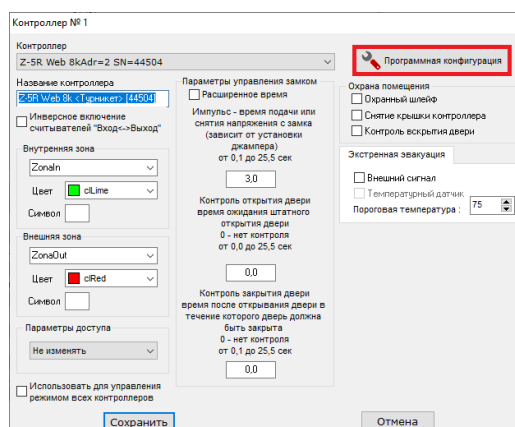 Контроллер № 1
Контроллер
Z-5R Web 8kAdr=2 SN=44504
Программная конфигурация
Название контроллера
Z-5R Web 8k <Турникет> [44504]
Инверсное включение
считывателей "Вход<->Выход"
Внутренняя зона
ZoneIn
Цвет
clLime
Символ
Внешняя зона
ZoneOut
Цвет
clRed
Символ
Параметры доступа
Не изменять
Использовать для управления
режимом всех контроллеров
Параметры управления замком
Расширенное время
Импульс - время подачи или
снятия напряжения с замка
(зависит от установки
джампера)
от 0,1 до 25,5 сек
3,0
Контроль открытия двери
время ожидания штатного
открытия двери
0 - нет контроля
от 0,0 до 25,5 сек
0,0
Контроль закрытия двери
время после открывания двери в
течение которого дверь должна
быть закрыта
0 - нет контроля
от 0,1 до 25,5 сек
0,0
Охрана помещения
Охранный шлейф
Снятие крышки контроллера
Контроль вскрытия двери
Экстренная эвакуация
Внешний сигнал
Температурный датчик
Пороговая температура :
75
Сохранить
Отмена